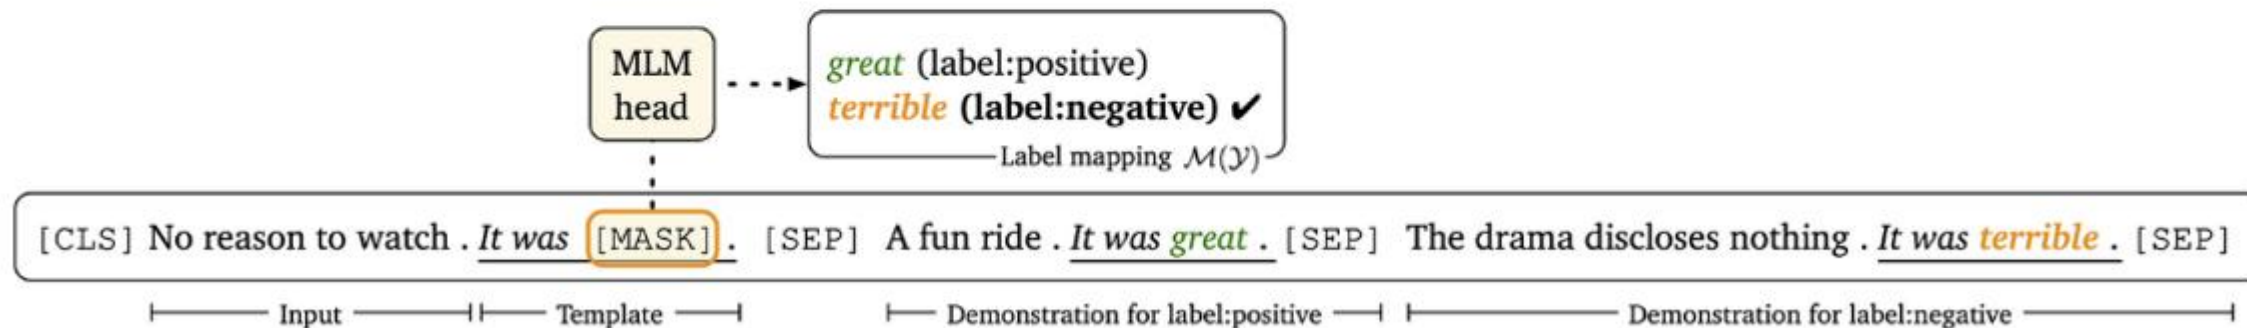 MLM
head
great (label:positive)
terrible (label:negative) ✔
Label mapping M(Y)
[CLS] No reason to watch . It was [MASK] . [SEP] A fun ride . It was great . [SEP] The drama discloses nothing . It was terrible . [SEP]
Input Template Demonstration for label:positive Demonstration for label:negative